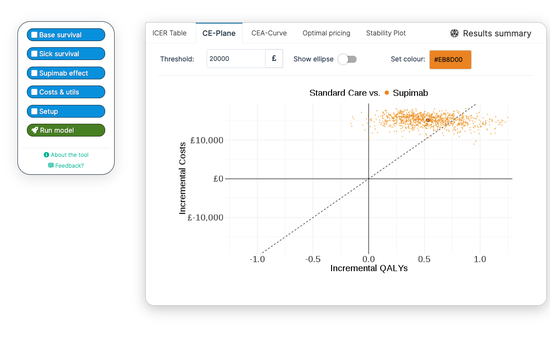 Base survival
Sick survival
Supimab effect
Costs & utils
Setup
Run model
About the tool
Feedback?
ICER Table
CE-Plane
CEA-Curve
Optimal pricing
Stability Plot
Results summary
Threshold:
20000
£
Show ellipse
Set colour:
#EB8D00
Standard Care vs. Supimab
Incremental Costs
£10,000
£0
£-10,000
-1.0
-0.5
0.0
0.5
1.0
Incremental QALYs